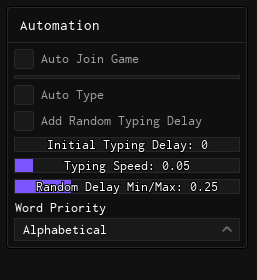 Automation
Auto Join Game
Auto Type
Add Random Typing Delay
Initial Typing Delay: 0
Typing Speed: 0.05
Random Delay Min/Max: 0.25
Word Priority
Alphabetical